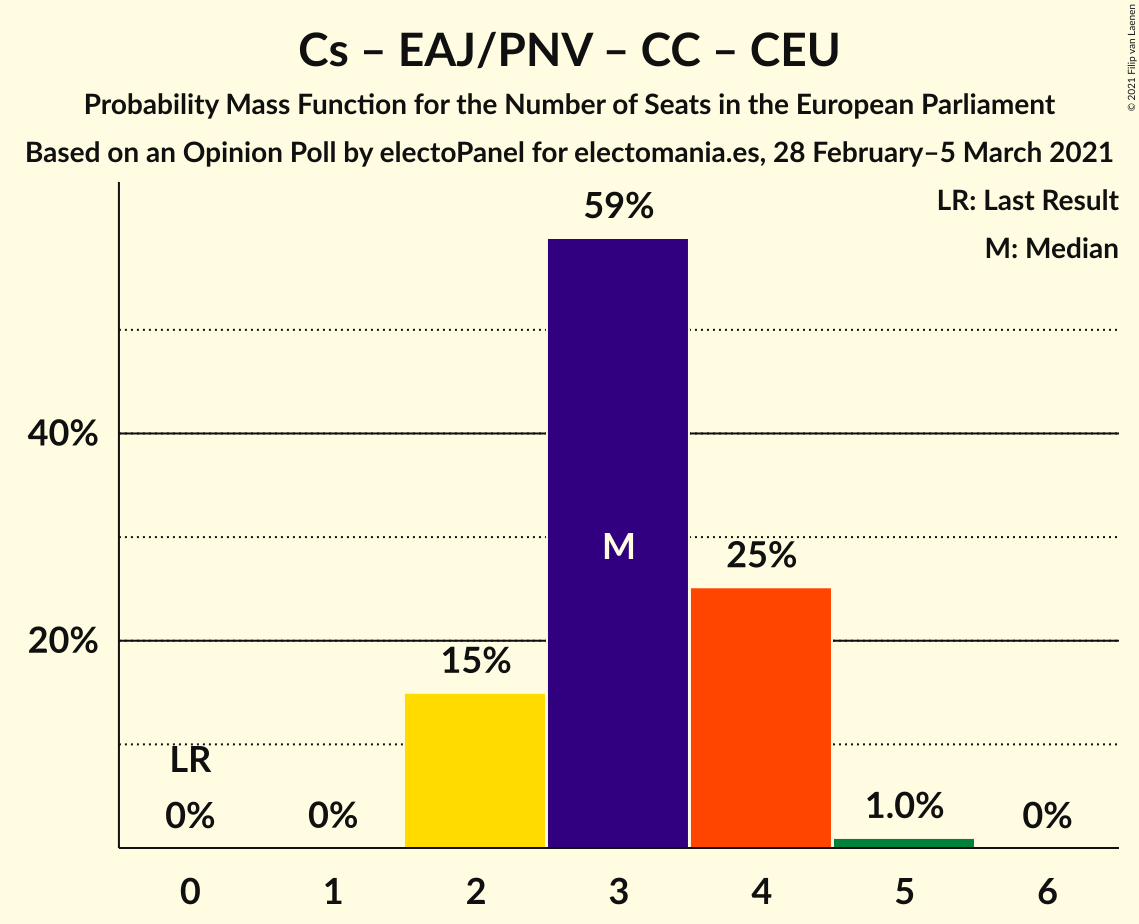 Cs – EAJ/PNV – CC – CEU
Probability Mass Function for the Number of Seats in the European Parliament
Based on an Opinion Poll by electoPanel for electomania.es, 28 February–5 March 2021
© 2021 Filip van Laenen
LR: Last Result
M: Median
59%
40%
M
25%
20%
15%
LR
0%
0%
1.0%
0%
0 1 2 3 4 5 6